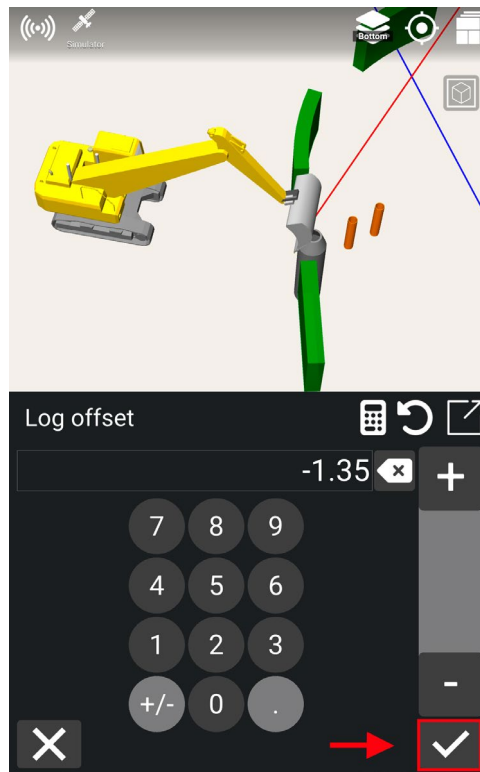 Simulator
Bottom
Log offset
-1.35
+
7 8 9
4 5 6
1 2 3
+/- 0 .
-